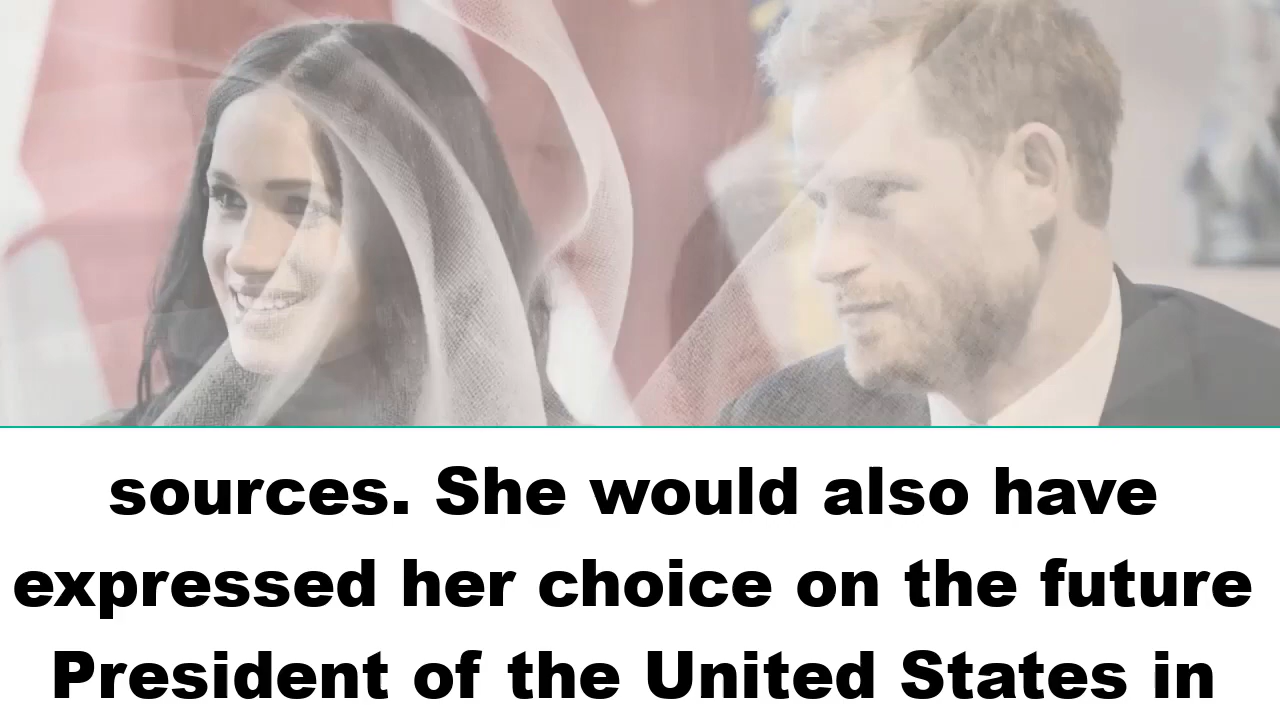 sources. She would also have
expressed her choice on the future
President of the United States in